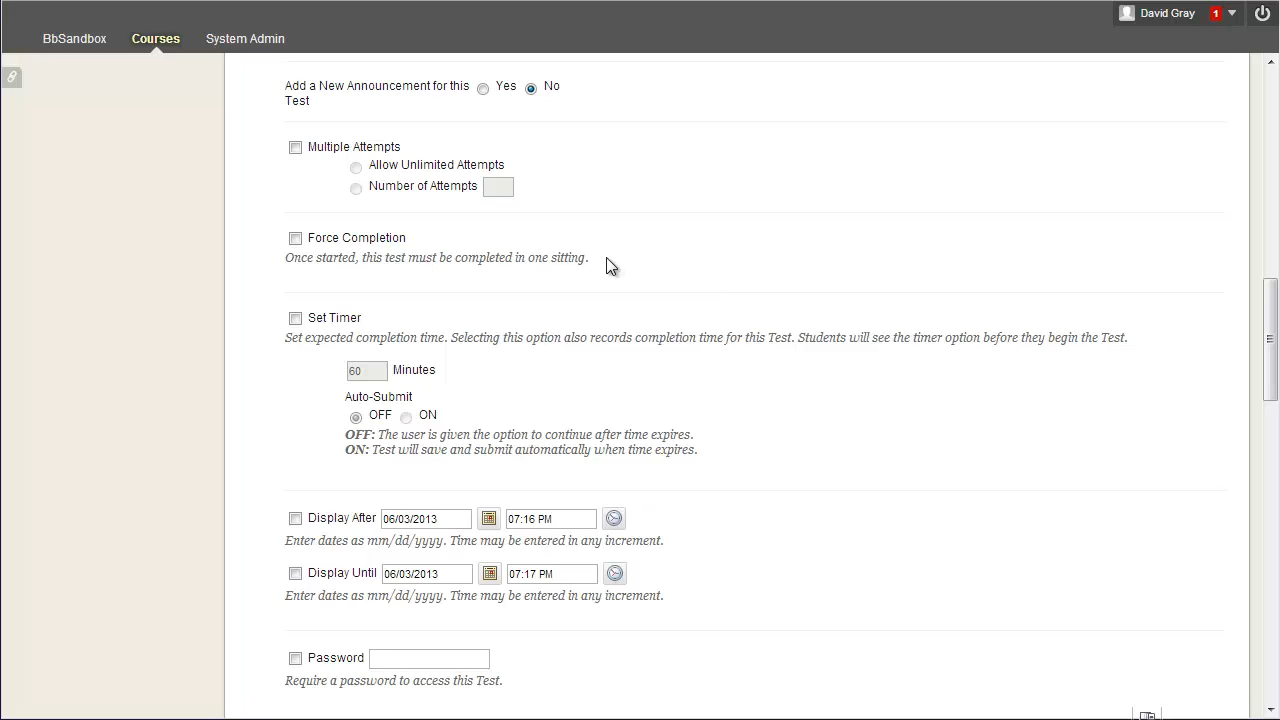 David Gray 1
BbSandbox Courses System Admin
Add a New Announcement for this Yes No
Test
Multiple Attempts
Allow Unlimited Attempts
Number of Attempts
Force Completion
Once started, this test must be completed in one sitting.
Set Timer
Set expected completion time. Selecting this option also records completion time for this Test. Students will see the timer option before they begin the Test.
60 Minutes
Auto-Submit
OFF ON
OFF: The user is given the option to continue after time expires.
ON: Test will save and submit automatically when time expires.
Display After 06/03/2013 07:16 PM
Enter dates as mm/dd/yyyy. Time may be entered in any increment.
Display Until 06/03/2013 07:17 PM
Enter dates as mm/dd/yyyy. Time may be entered in any increment.
Password
Require a password to access this Test.